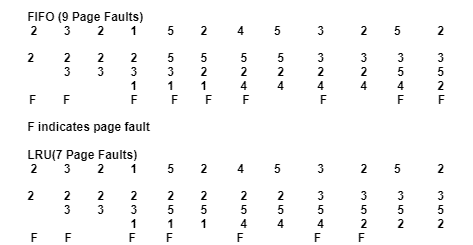 FIFO (9 Page Faults)
2 3 2 1 5 2 4 5 3 2 5 2
2 2 2 2 5 5 5 5 3 3 3 3
3 3 3 3 2 2 2 2 2 5 5
1 1 1 4 4 4 4 4 2
F F F F F F F F F
F indicates page fault
LRU(7 Page Faults)
2 3 2 1 5 2 4 5 3 2 5 2
2 2 2 2 2 2 2 2 3 3 3 3
3 3 3 5 5 5 5 5 5 5 5
1 1 1 4 4 4 2 2 2
F F F F F F F